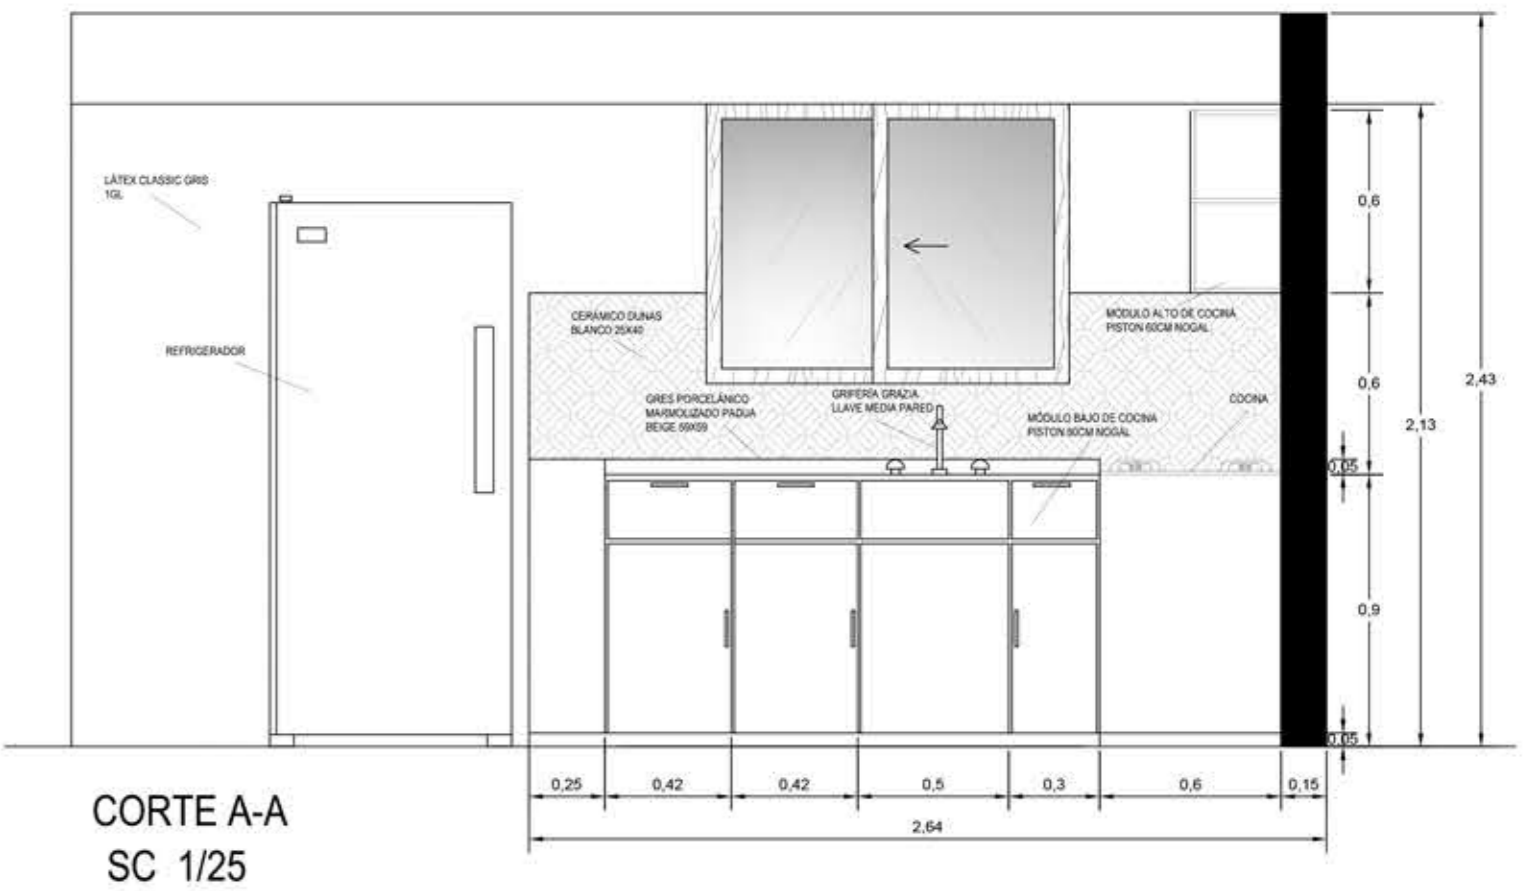 LÁTEX CLASSIC GRIS
1GL
REFRIGERADOR
CERÁMICO DUNAS
BLANCO 25X40
GRES PORCELÁNICO
MARMOLIZADO PADUA
BEIGE 59X59
GRIFERÍA GRAZIA
LLAVE MEDIA PARED
MÓDULO BAJO DE COCINA
PISTON 80CM NOGAL
MÓDULO ALTO DE COCINA
PISTON 60CM NOGAL
COCINA
0,6
0,6
0,05
0,9
0,05
2,13
2,43
0,25
0,42
0,42
0,5
0,3
0,6
0,15
2,64
CORTE A-A
SC 1/25